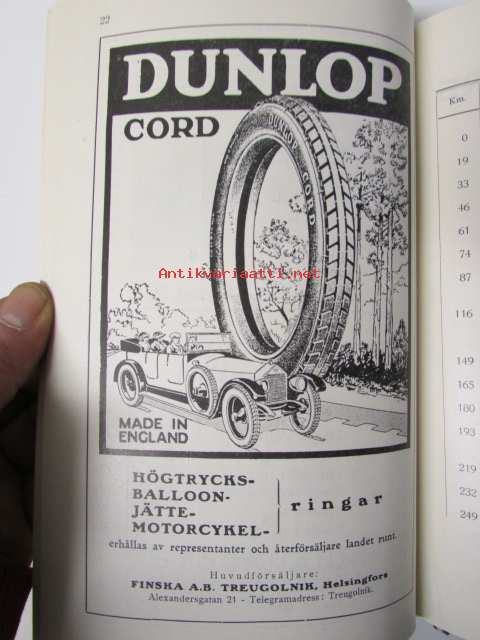 22
DUNLOP
CORD
DUNLOP CORD
Antikvariaatti.net
MADE IN
ENGLAND
HÖGTRYCKS-
BALLOON-
JÄTTE-
MOTORCYKEL-
ringar
erhållas av representanter och återförsäljare landet runt.
Huvudförsäljare:
FINSKA A.B. TREUGOLNIK, Helsingfors
Alexandersgatan 21 - Telegramadress: Treugolnik.
Km.
0
19
33
46
61
74
87
116
149
165
180
193
219
232
249